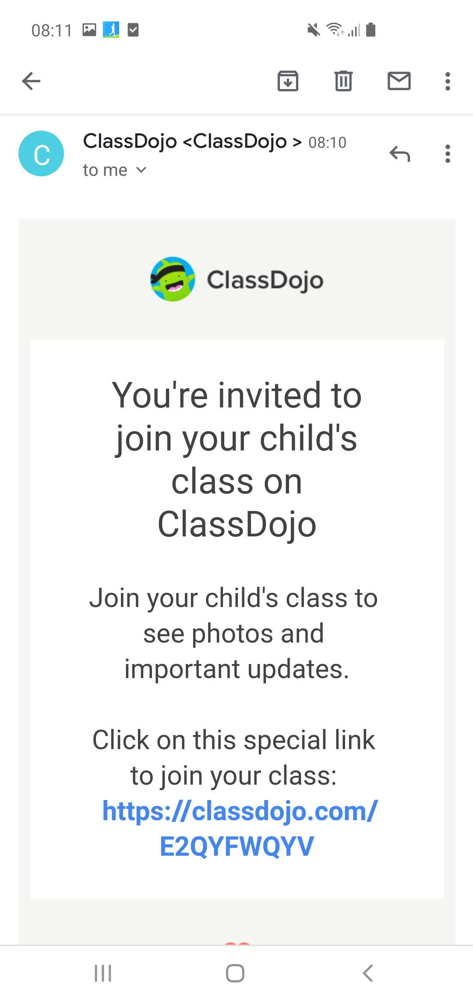 08:11
C
ClassDojo <ClassDojo > 08:10
to me
ClassDojo
You're invited to
join your child's
class on
ClassDojo
Join your child's class to
see photos and
important updates.
Click on this special link
to join your class:
https://classdojo.com/
E2QYFWQYV